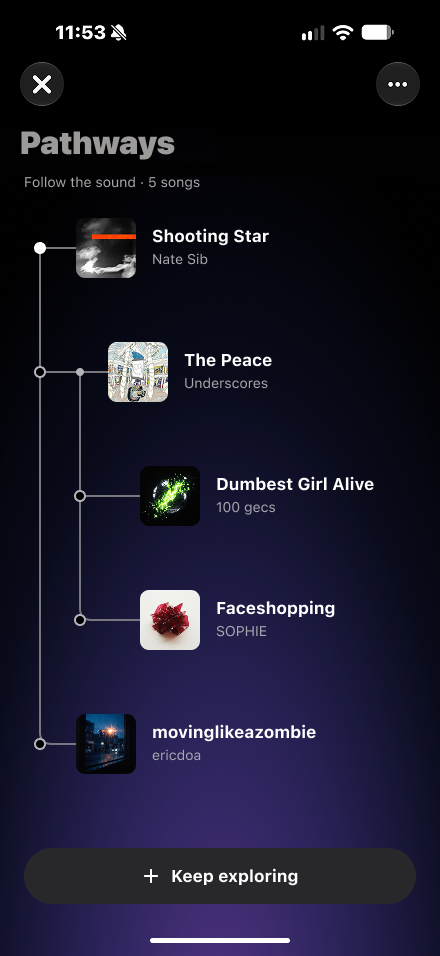 11:53
Pathways
Follow the sound · 5 songs
Shooting Star
Nate Sib
The Peace
Underscores
Dumbest Girl Alive
100 gecs
Faceshopping
SOPHIE
movinglikeazombie
ericdoa
Keep exploring